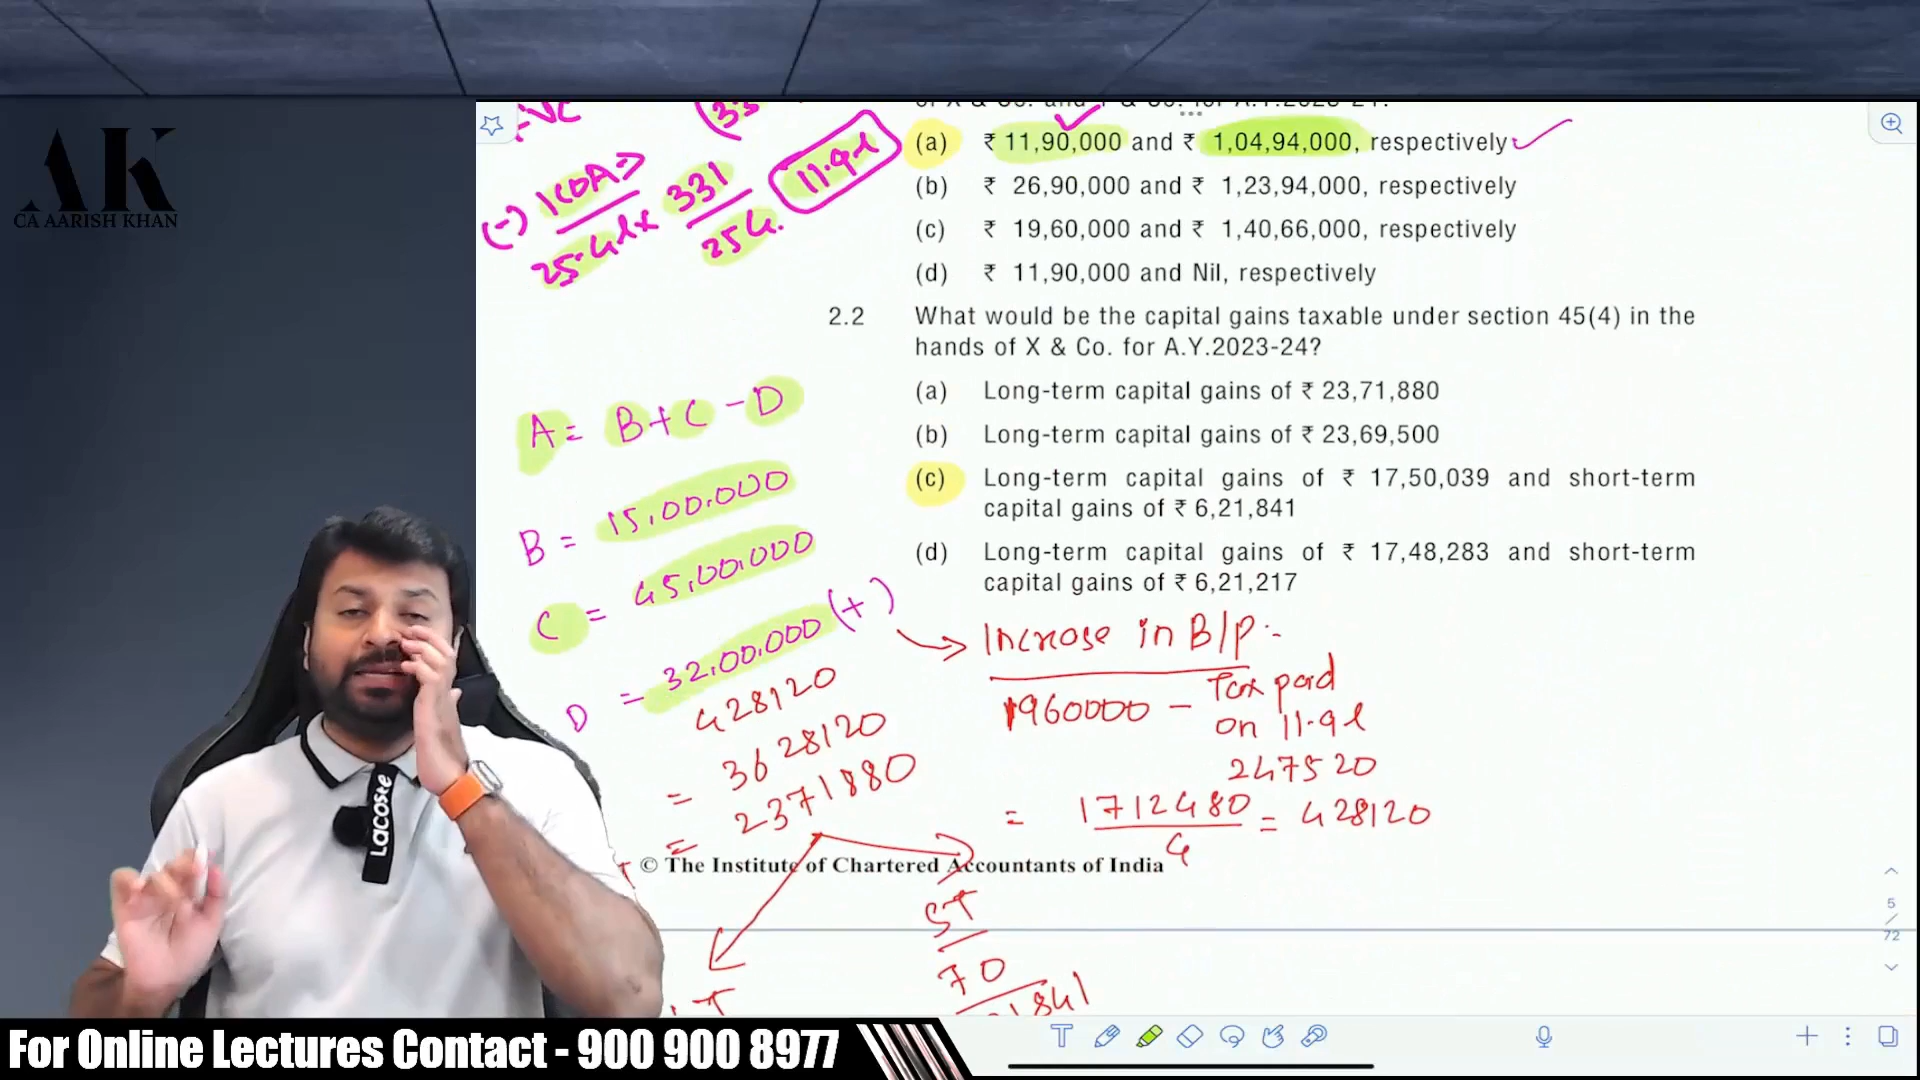 AK
CA AARISH KHAN
(a) ₹ 11,90,000 and ₹ 1,04,94,000, respectively
(b) ₹ 26,90,000 and ₹ 1,23,94,000, respectively
(c) ₹ 19,60,000 and ₹ 1,40,66,000, respectively
(d) ₹ 11,90,000 and Nil, respectively
(-) ICOA⇒ 331 11.9l
25.4l x 254.
2.2 What would be the capital gains taxable under section 45(4) in the
hands of X & Co. for A.Y.2023-24?
(a) Long-term capital gains of ₹ 23,71,880
(b) Long-term capital gains of ₹ 23,69,500
(c) Long-term capital gains of ₹ 17,50,039 and short-term
capital gains of ₹ 6,21,841
(d) Long-term capital gains of ₹ 17,48,283 and short-term
capital gains of ₹ 6,21,217
A = B+C-D
B = 15,00,000
C = 45,00,000
D = 32,00,000 (+)
428120
= 3628120
= 2371880
Increase in B/P:-
1960000 - Tax paid
on 11.9l
247520
= 1712480 = 428120
4
© The Institute of Chartered Accountants of India
ST
70
LACOSTE
5
/
72
For Online Lectures Contact - 900 900 8977